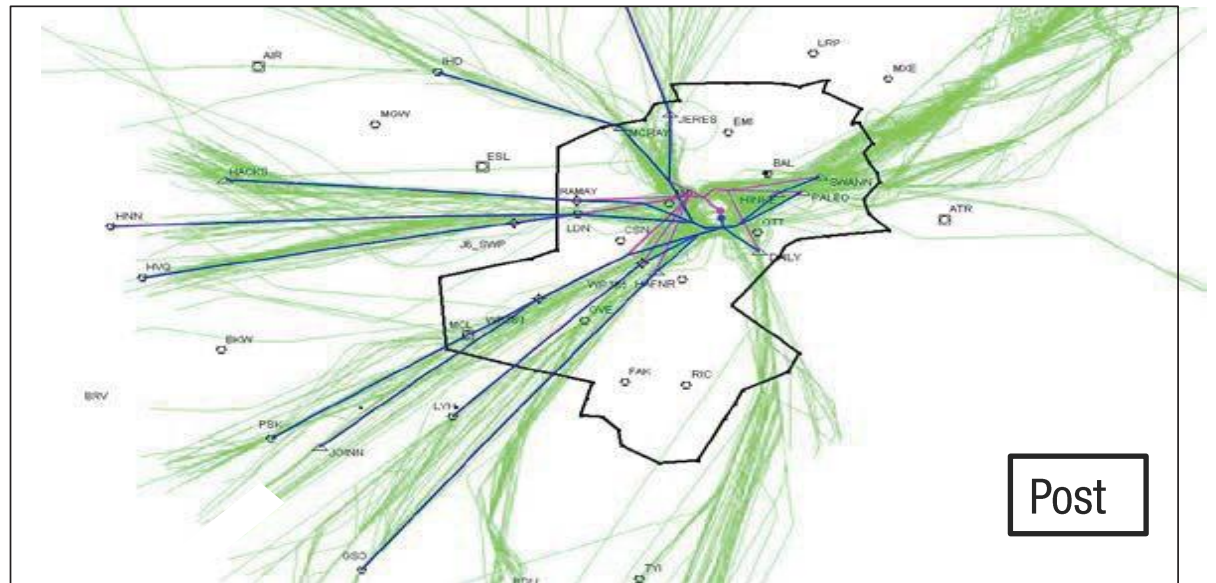 LRP
AIR
IHD
MXE
MGW
JERES
EMI
MCRAY
ESL
BAL
HACKS
SWANN
RAMAY
PALEO
HNN
LDN
ATR
OTT
CSN
J6_SWP
DAILY
HVQ
HAFNR
MOL
GVE
BKW
FAK
RIC
BRV
LYH
PSK
JOINN
Post
GSO
TYI